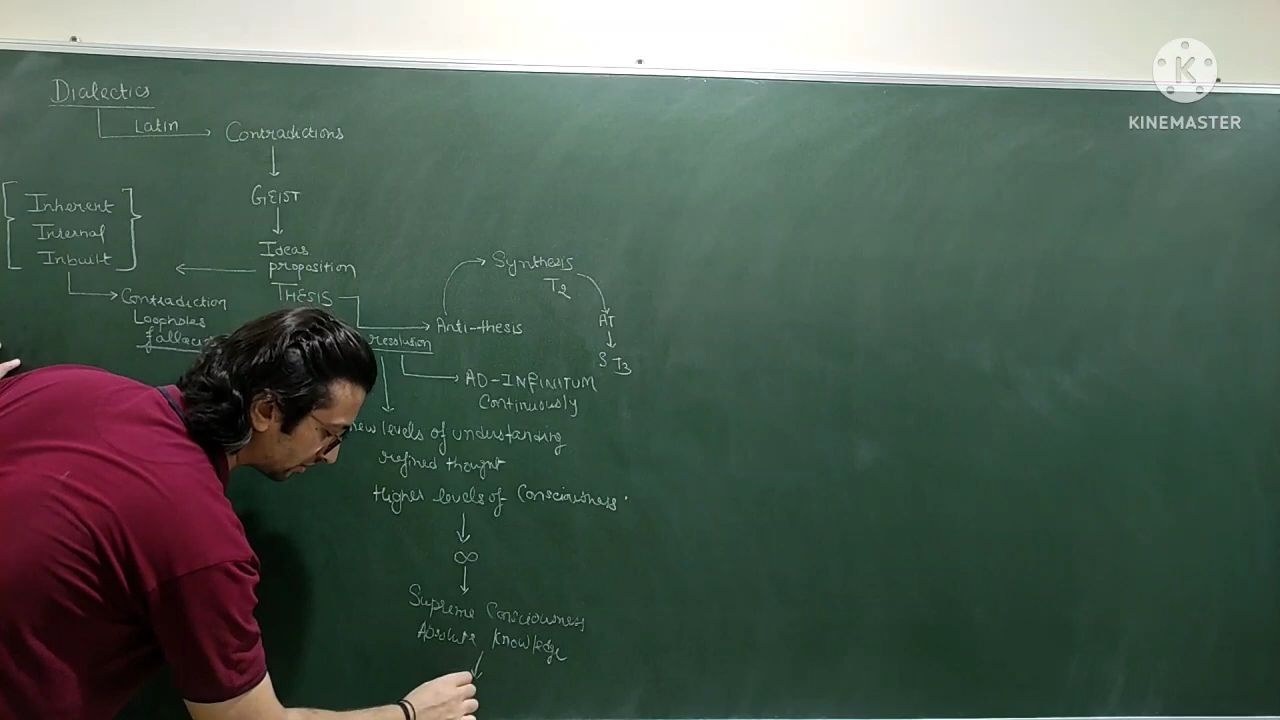 Dialectics
Latin
Contradictions
GEIST
Inherent
Internal
Inbuilt
Ideas
proposition
THESIS
Contradiction
Loopholes
Synthesis
T2
AT
S T3
Anti-thesis
resolution
AD-INFINITUM
Continuously
new levels of understanding
refined thought
Higher levels of Consciousness
∞
Supreme Consciousness
Absolute Knowledge
K
KINEMASTER